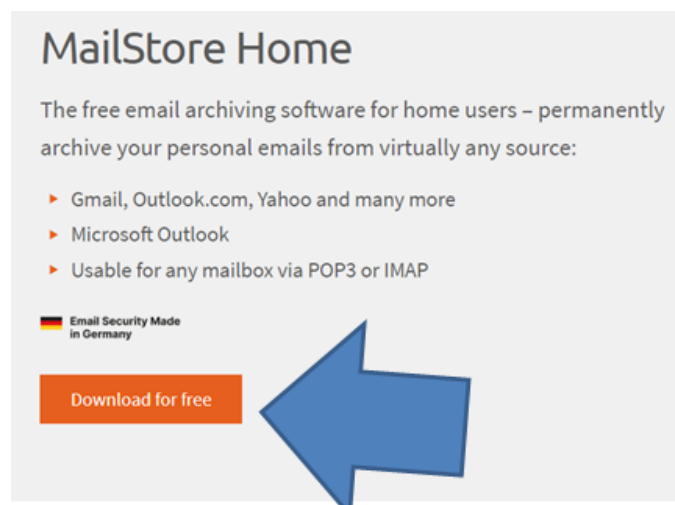 MailStore Home
The free email archiving software for home users – permanently
archive your personal emails from virtually any source:
Gmail, Outlook.com, Yahoo and many more
Microsoft Outlook
Usable for any mailbox via POP3 or IMAP
Email Security Made
in Germany
Download for free